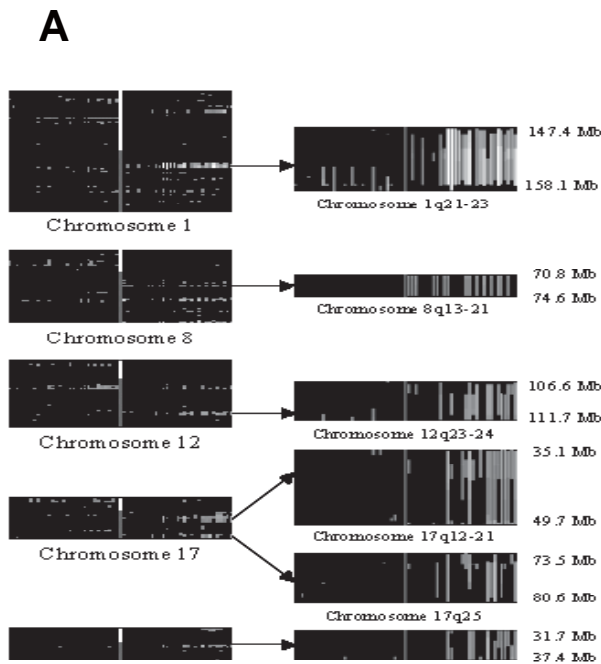 A
147.4 Mb
158.1 Mb
Chromosome 1q21-23
Chromosome 1
70.8 Mb
74.6 Mb
Chromosome 8q13-21
Chromosome 8
106.6 Mb
111.7 Mb
Chromosome 12q23-24
Chromosome 12
35.1 Mb
49.7 Mb
Chromosome 17q12-21
Chromosome 17
73.5 Mb
80.6 Mb
Chromosome 17q25
31.7 Mb
37.4 Mb